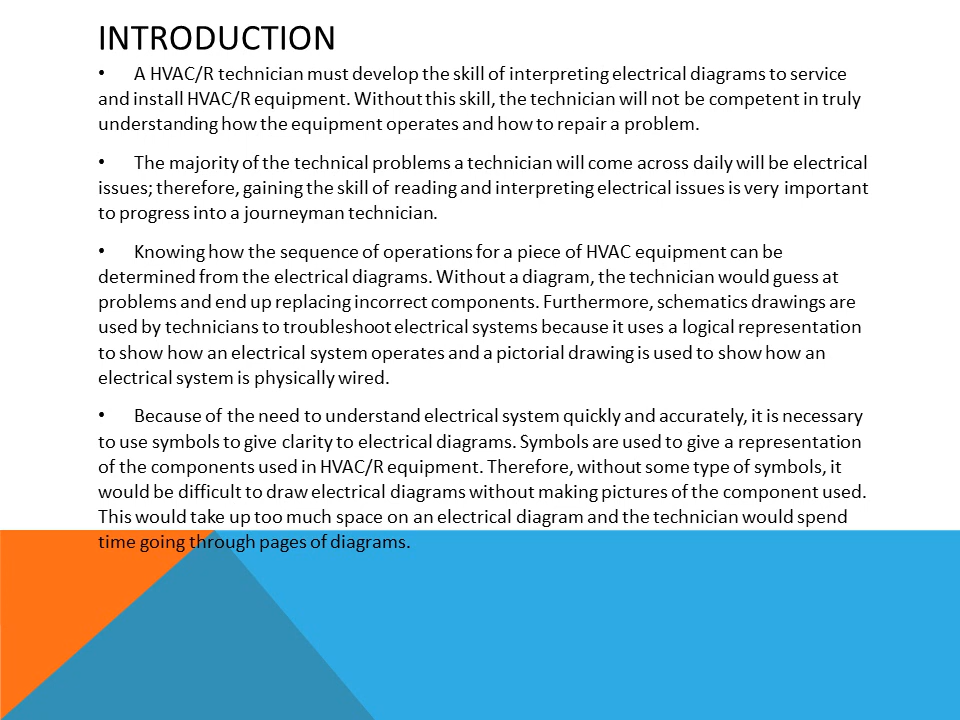 INTRODUCTION
• A HVAC/R technician must develop the skill of interpreting electrical diagrams to service
and install HVAC/R equipment. Without this skill, the technician will not be competent in truly
understanding how the equipment operates and how to repair a problem.
• The majority of the technical problems a technician will come across daily will be electrical
issues; therefore, gaining the skill of reading and interpreting electrical issues is very important
to progress into a journeyman technician.
• Knowing how the sequence of operations for a piece of HVAC equipment can be
determined from the electrical diagrams. Without a diagram, the technician would guess at
problems and end up replacing incorrect components. Furthermore, schematics drawings are
used by technicians to troubleshoot electrical systems because it uses a logical representation
to show how an electrical system operates and a pictorial drawing is used to show how an
electrical system is physically wired.
• Because of the need to understand electrical system quickly and accurately, it is necessary
to use symbols to give clarity to electrical diagrams. Symbols are used to give a representation
of the components used in HVAC/R equipment. Therefore, without some type of symbols, it
would be difficult to draw electrical diagrams without making pictures of the component used.
This would take up too much space on an electrical diagram and the technician would spend
time going through pages of diagrams.